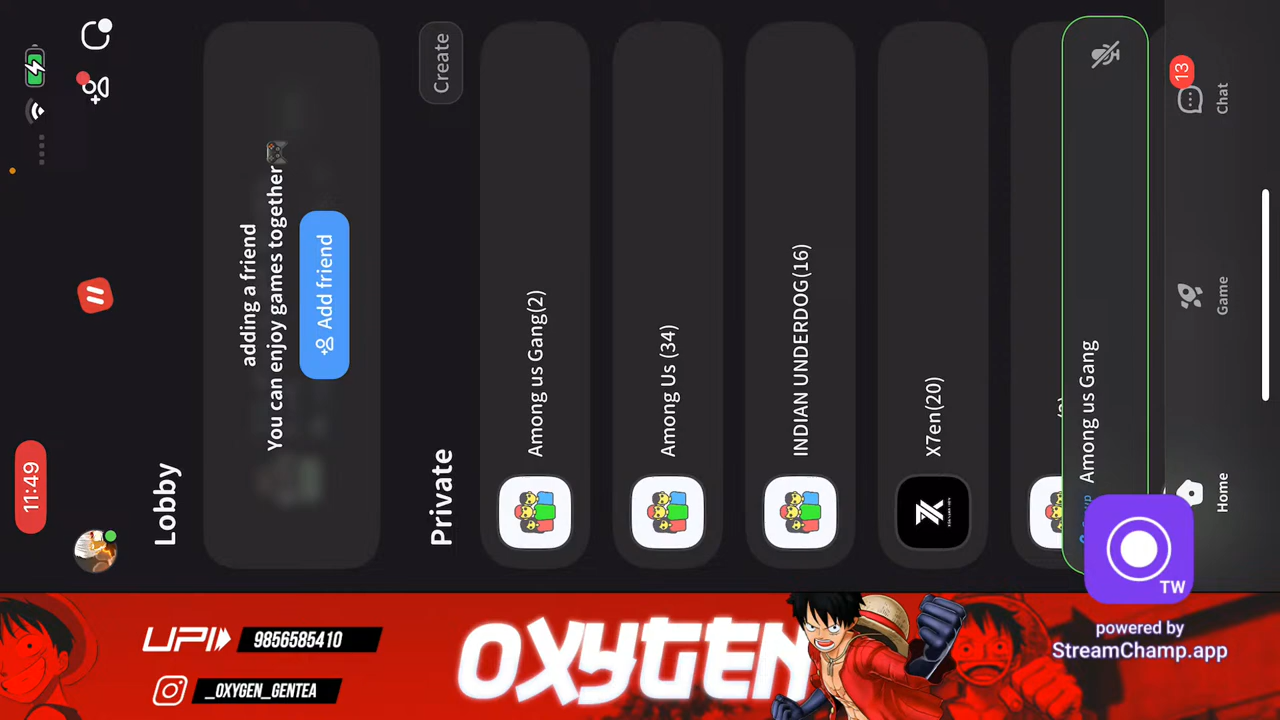 11:49
Lobby
adding a friend
You can enjoy games together
Add friend
Private
Create
Among us Gang(2)
Among Us (34)
INDIAN UNDERDOG(16)
X7en(20)
Among us Gang
13
Chat
Game
Home
UPI
9856585410
_OXYGEN_GENTEA
OXYGEN
TW
powered by
StreamChamp.app